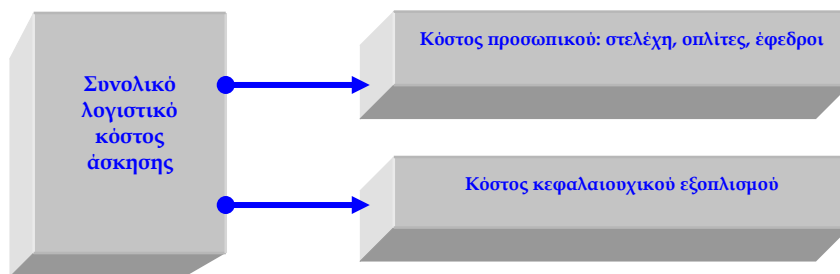 Συνολικό
λογιστικό
κόστος
άσκησης
Κόστος προσωπικού: στελέχη, οπλίτες, έφεδροι
Κόστος κεφαλαιουχικού εξοπλισμού